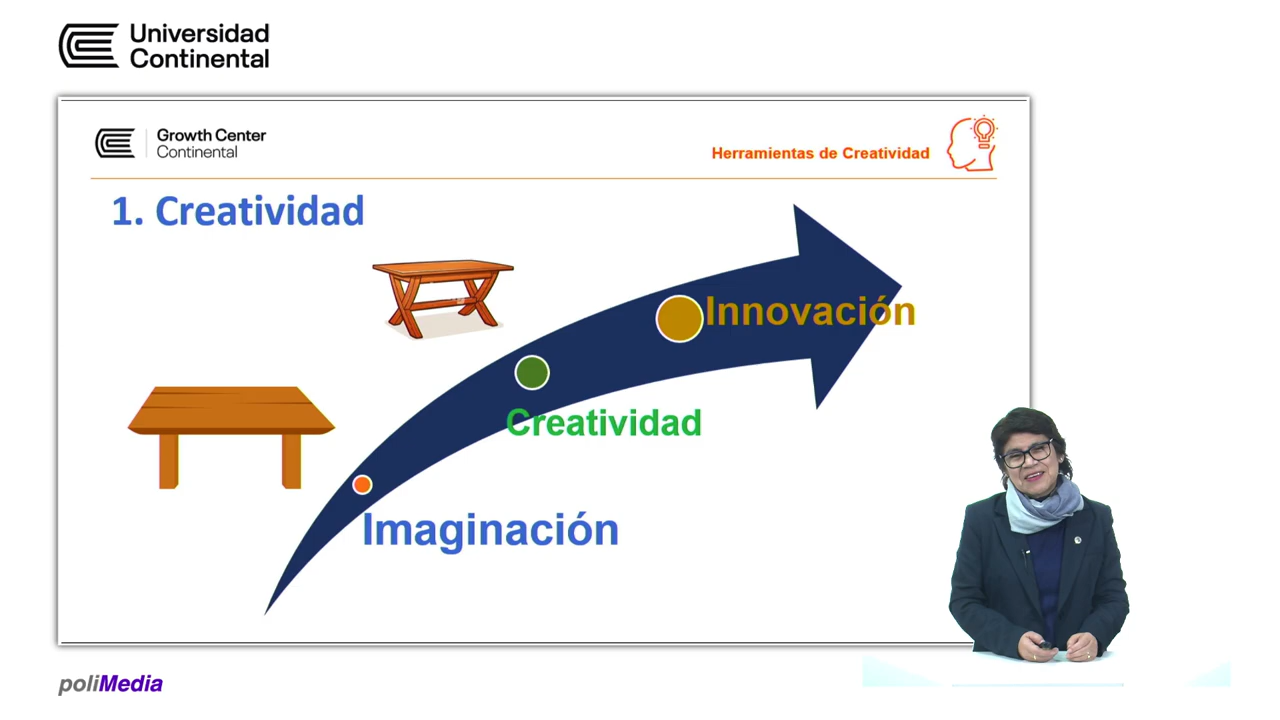 Universidad
Continental
Growth Center
Continental
Herramientas de Creatividad
1. Creatividad
Innovación
Creatividad
Imaginación
poliMedia